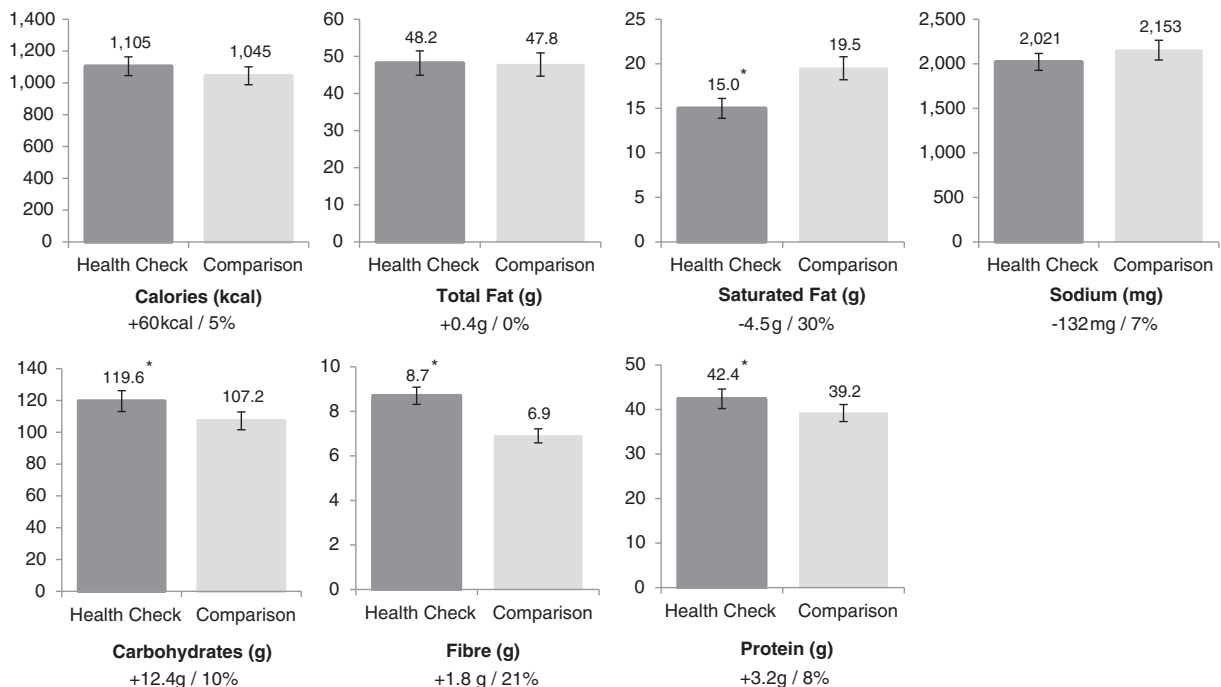 1,400
1,200
1,000
800
600
400
200
0
1,105
1,045
Health Check Comparison
Calories (kcal)
+60kcal / 5%
60
50
40
30
20
10
0
48.2
47.8
Health Check Comparison
Total Fat (g)
+0.4g / 0%
25
20
15
10
5
0
15.0*
19.5
Health Check Comparison
Saturated Fat (g)
-4.5g / 30%
2,500
2,000
1,500
1,000
500
0
2,021
2,153
Health Check Comparison
Sodium (mg)
-132mg / 7%
140
120
100
80
60
40
20
0
119.6*
107.2
Health Check Comparison
Carbohydrates (g)
+12.4g / 10%
10
8
6
4
2
0
8.7*
6.9
Health Check Comparison
Fibre (g)
+1.8 g / 21%
50
40
30
20
10
0
42.4*
39.2
Health Check Comparison
Protein (g)
+3.2g / 8%